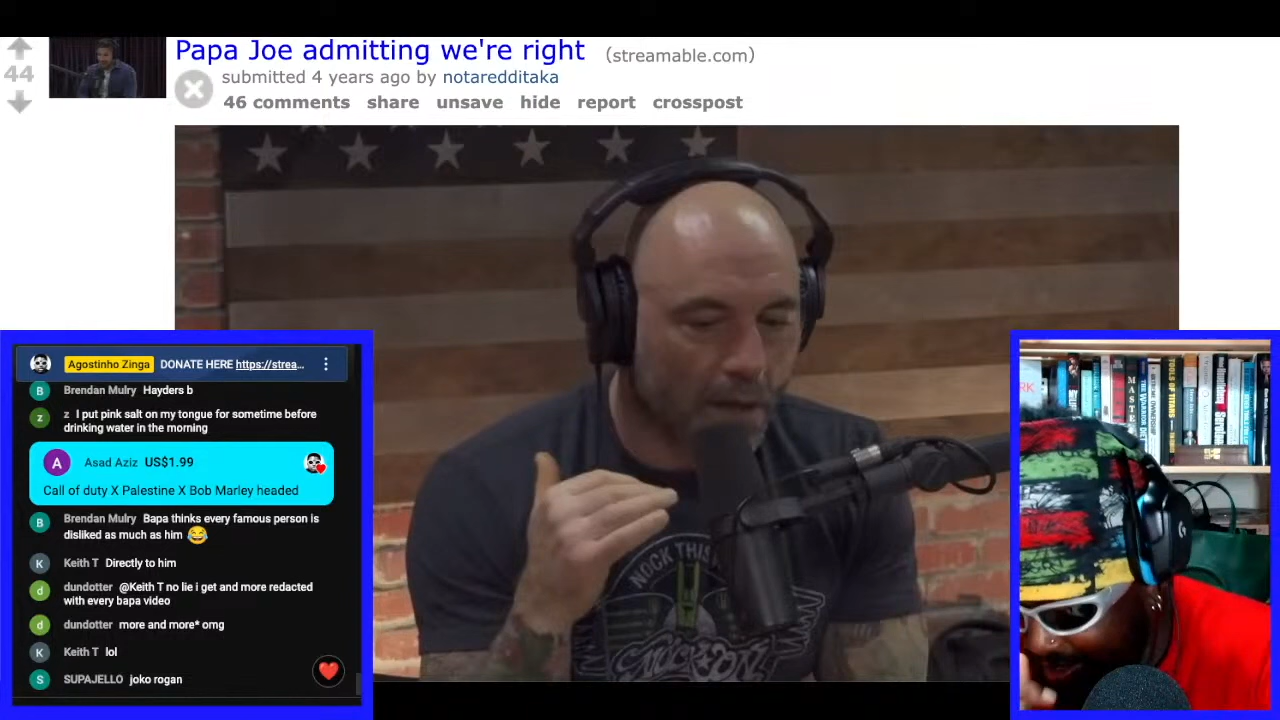 Papa Joe admitting we're right (streamable.com)
44
submitted 4 years ago by notaredditaka
46 comments share unsave hide report crosspost
Agostinho Zinga DONATE HERE https://strea...
B Brendan Mulry Hayders b
z z I put pink salt on my tongue for sometime before
drinking water in the morning
A Asad Aziz US$1.99
Call of duty X Palestine X Bob Marley headed
B Brendan Mulry Bapa thinks every famous person is
disliked as much as him 😂
K Keith T Directly to him
d dundotter @Keith T no lie i get and more redacted
with every bapa video
d dundotter more and more* omg
K Keith T lol
S SUPAJELLO joko rogan
NOCK THIS
TOOLS OF TITANS